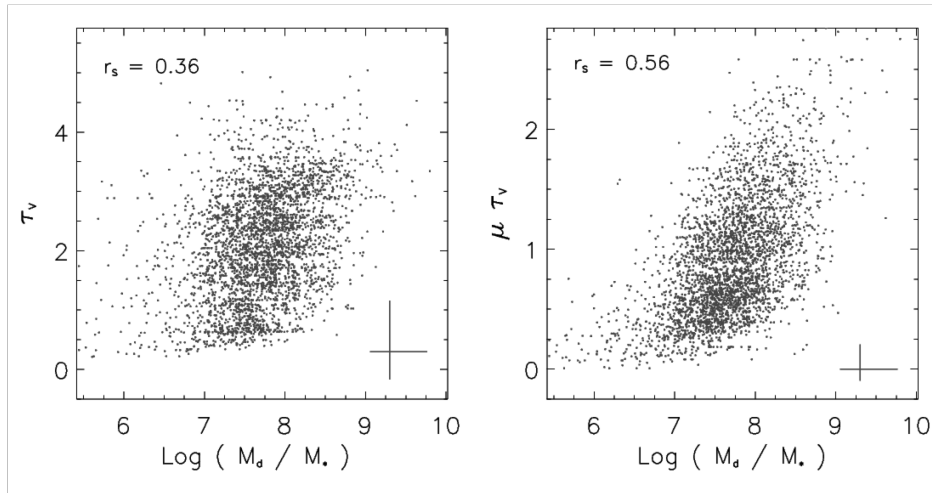 r_s = 0.36
τ_v
4
2
0
6 7 8 9 10
Log ( M_d / M_* )
r_s = 0.56
μ τ_v
2
1
0
6 7 8 9 10
Log ( M_d / M_* )